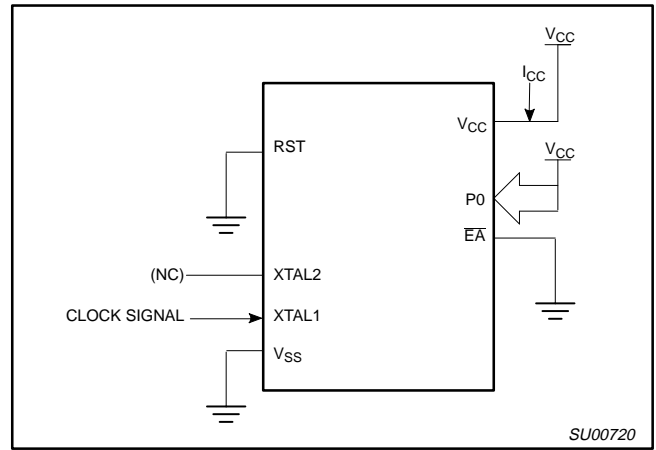 VCC
ICC
VCC
RST
VCC
P0
EA
(NC)
XTAL2
CLOCK SIGNAL
XTAL1
VSS
SU00720